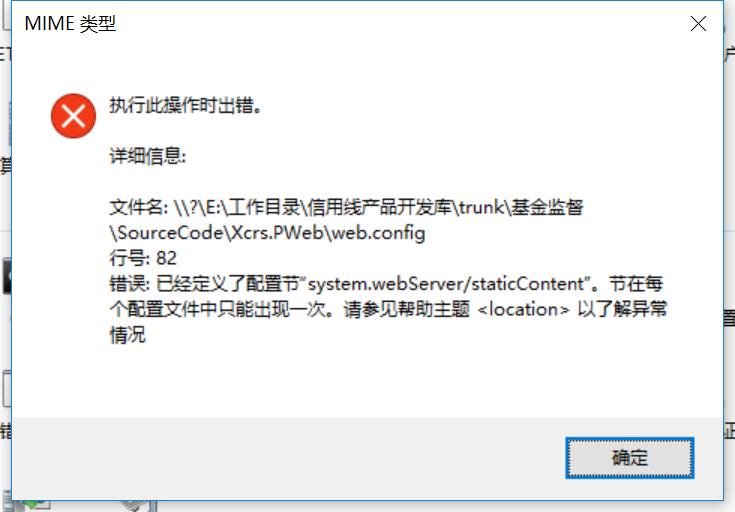 MIME 类型
执行此操作时出错。
详细信息:
文件名: \\?\E:\工作目录\信用线产品开发库\trunk\基金监督
\SourceCode\Xcrs.PWeb\web.config
行号: 82
错误: 已经定义了配置节“system.webServer/staticContent”。节在每
个配置文件中只能出现一次。请参见帮助主题 <location> 以了解异常
情况
确定